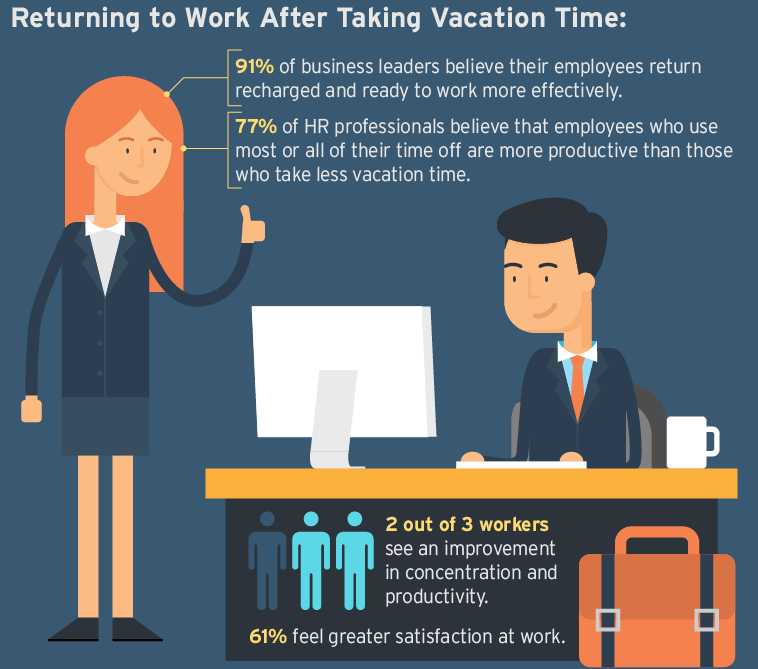 Returning to Work After Taking Vacation Time:
91% of business leaders believe their employees return
recharged and ready to work more effectively.
77% of HR professionals believe that employees who use
most or all of their time off are more productive than those
who take less vacation time.
2 out of 3 workers
see an improvement
in concentration and
productivity.
61% feel greater satisfaction at work.